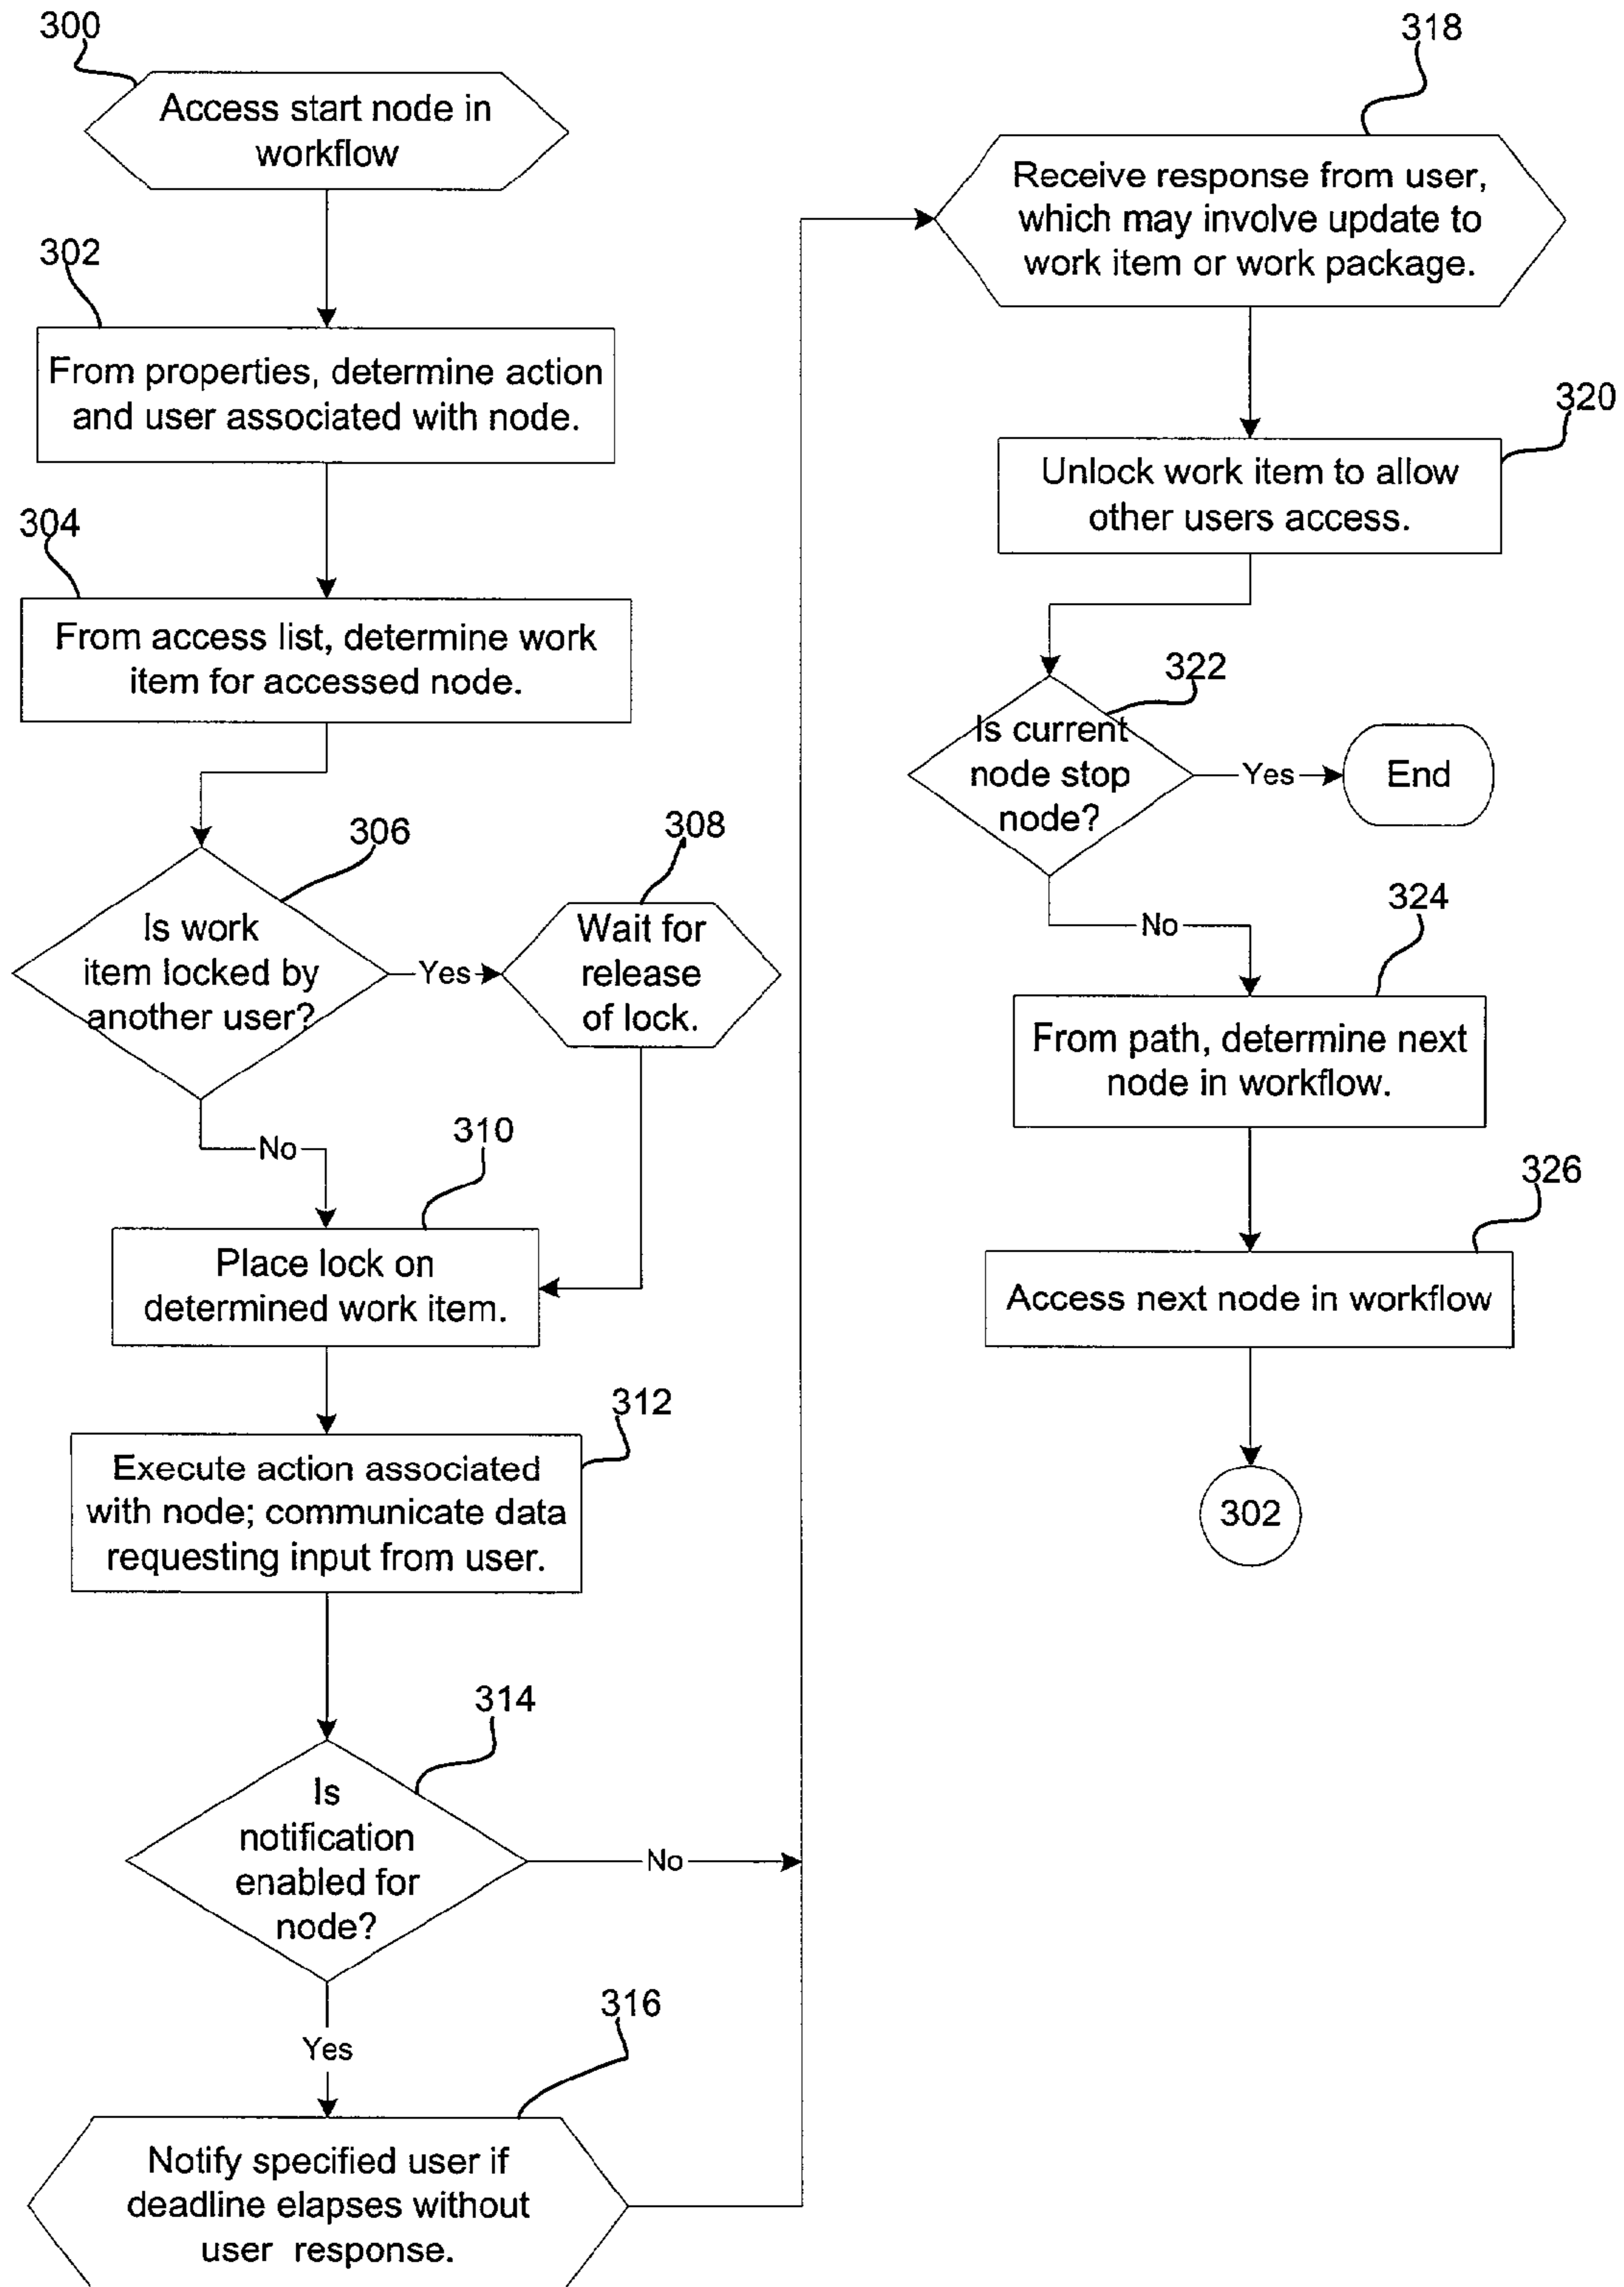 300
Access start node in
workflow
302
From properties, determine action
and user associated with node.
304
From access list, determine work
item for accessed node.
306
Is work
item locked by
another user?
Yes
308
Wait for
release
of lock.
No
310
Place lock on
determined work item.
312
Execute action associated
with node; communicate data
requesting input from user.
314
Is
notification
enabled for
node?
No
Yes
316
Notify specified user if
deadline elapses without
user response.
318
Receive response from user,
which may involve update to
work item or work package.
320
Unlock work item to allow
other users access.
322
Is current
node stop
node?
Yes
End
No
324
From path, determine next
node in workflow.
326
Access next node in workflow
302